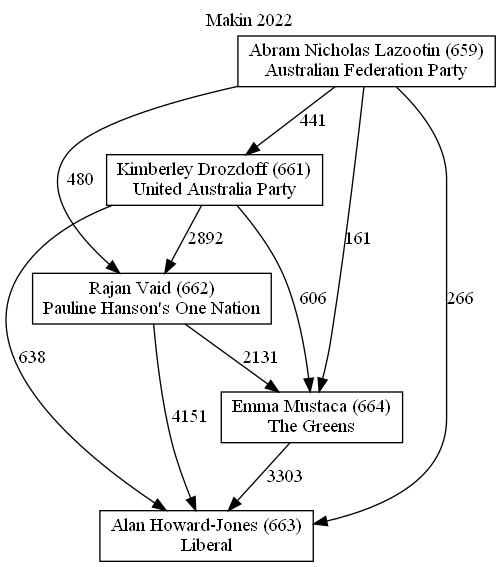 Makin 2022
Abram Nicholas Lazootin (659)
Australian Federation Party
441
Kimberley Drozdoff (661)
United Australia Party
480
2892
161
Rajan Vaid (662)
Pauline Hanson's One Nation
606
266
638
2131
4151
Emma Mustaca (664)
The Greens
3303
Alan Howard-Jones (663)
Liberal